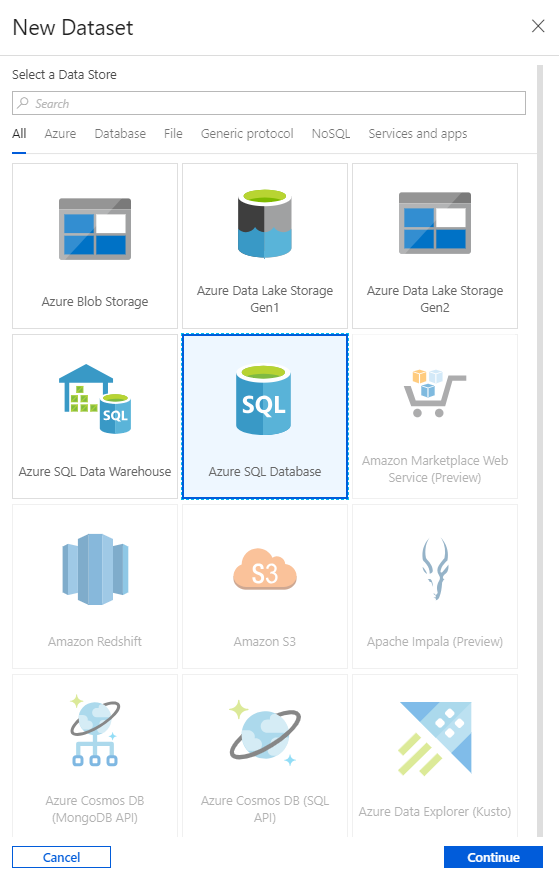 New Dataset
Select a Data Store
Search
All Azure Database File Generic protocol NoSQL Services and apps
Azure Blob Storage
Azure Data Lake Storage
Gen1
Azure Data Lake Storage
Gen2
SQL
Azure SQL Data Warehouse
SQL
Azure SQL Database
Amazon Marketplace Web
Service (Preview)
Amazon Redshift
S3
Amazon S3
Apache Impala (Preview)
Azure Cosmos DB
(MongoDB API)
Azure Cosmos DB (SQL
API)
Azure Data Explorer (Kusto)
Cancel
Continue